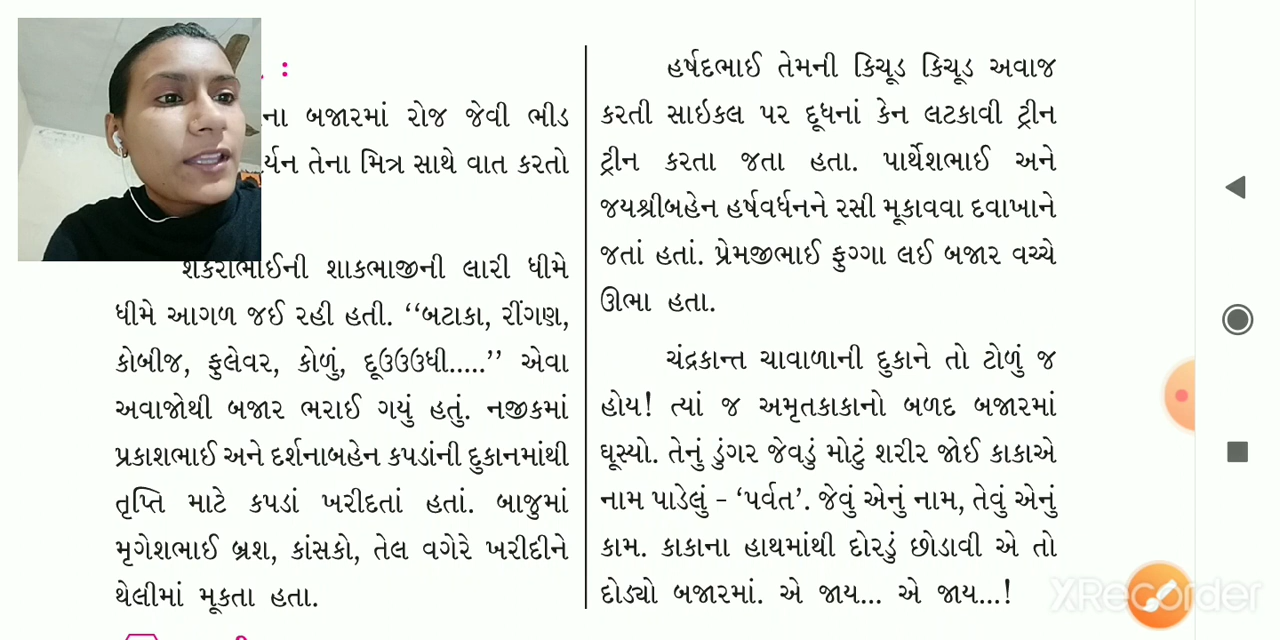 :
ના બજારમાં રોજ જેવી ભીડ
ર્યન તેના મિત્ર સાથે વાત કરતો
શકરાભાઈની શાકભાજીની લારી ધીમે
ધીમે આગળ જઈ રહી હતી. ‘‘બટાકા, રીંગણ,
કોબીજ, ફુલેવર, કોળું, દૂઉઉઉધી.....’’ એવા
અવાજોથી બજાર ભરાઈ ગયું હતું. નજીકમાં
પ્રકાશભાઈ અને દર્શનાબહેન કપડાંની દુકાનમાંથી
તૃપ્તિ માટે કપડાં ખરીદતાં હતાં. બાજુમાં
મૃગેશભાઈ બ્રશ, કાંસકો, તેલ વગેરે ખરીદીને
થેલીમાં મૂકતા હતા.
હર્ષદભાઈ તેમની કિચૂડ કિચૂડ અવાજ
કરતી સાઇકલ પર દૂધનાં કેન લટકાવી ટ્રીન
ટ્રીન કરતા જતા હતા. પાર્થેશભાઈ અને
જયશ્રીબહેન હર્ષવર્ધનને રસી મૂકાવવા દવાખાને
જતાં હતાં. પ્રેમજીભાઈ ફુગ્ગા લઈ બજાર વચ્ચે
ઊભા હતા.
ચંદ્રકાન્ત ચાવાળાની દુકાને તો ટોળું જ
હોય! ત્યાં જ અમૃતકાકાનો બળદ બજારમાં
ઘૂસ્યો. તેનું ડુંગર જેવડું મોટું શરીર જોઈ કાકાએ
નામ પાડેલું - ‘પર્વત’. જેવું એનું નામ, તેવું એનું
કામ. કાકાના હાથમાંથી દોરડું છોડાવી એ તો
દોડ્યો બજારમાં. એ જાય... એ જાય...!
XRecorder